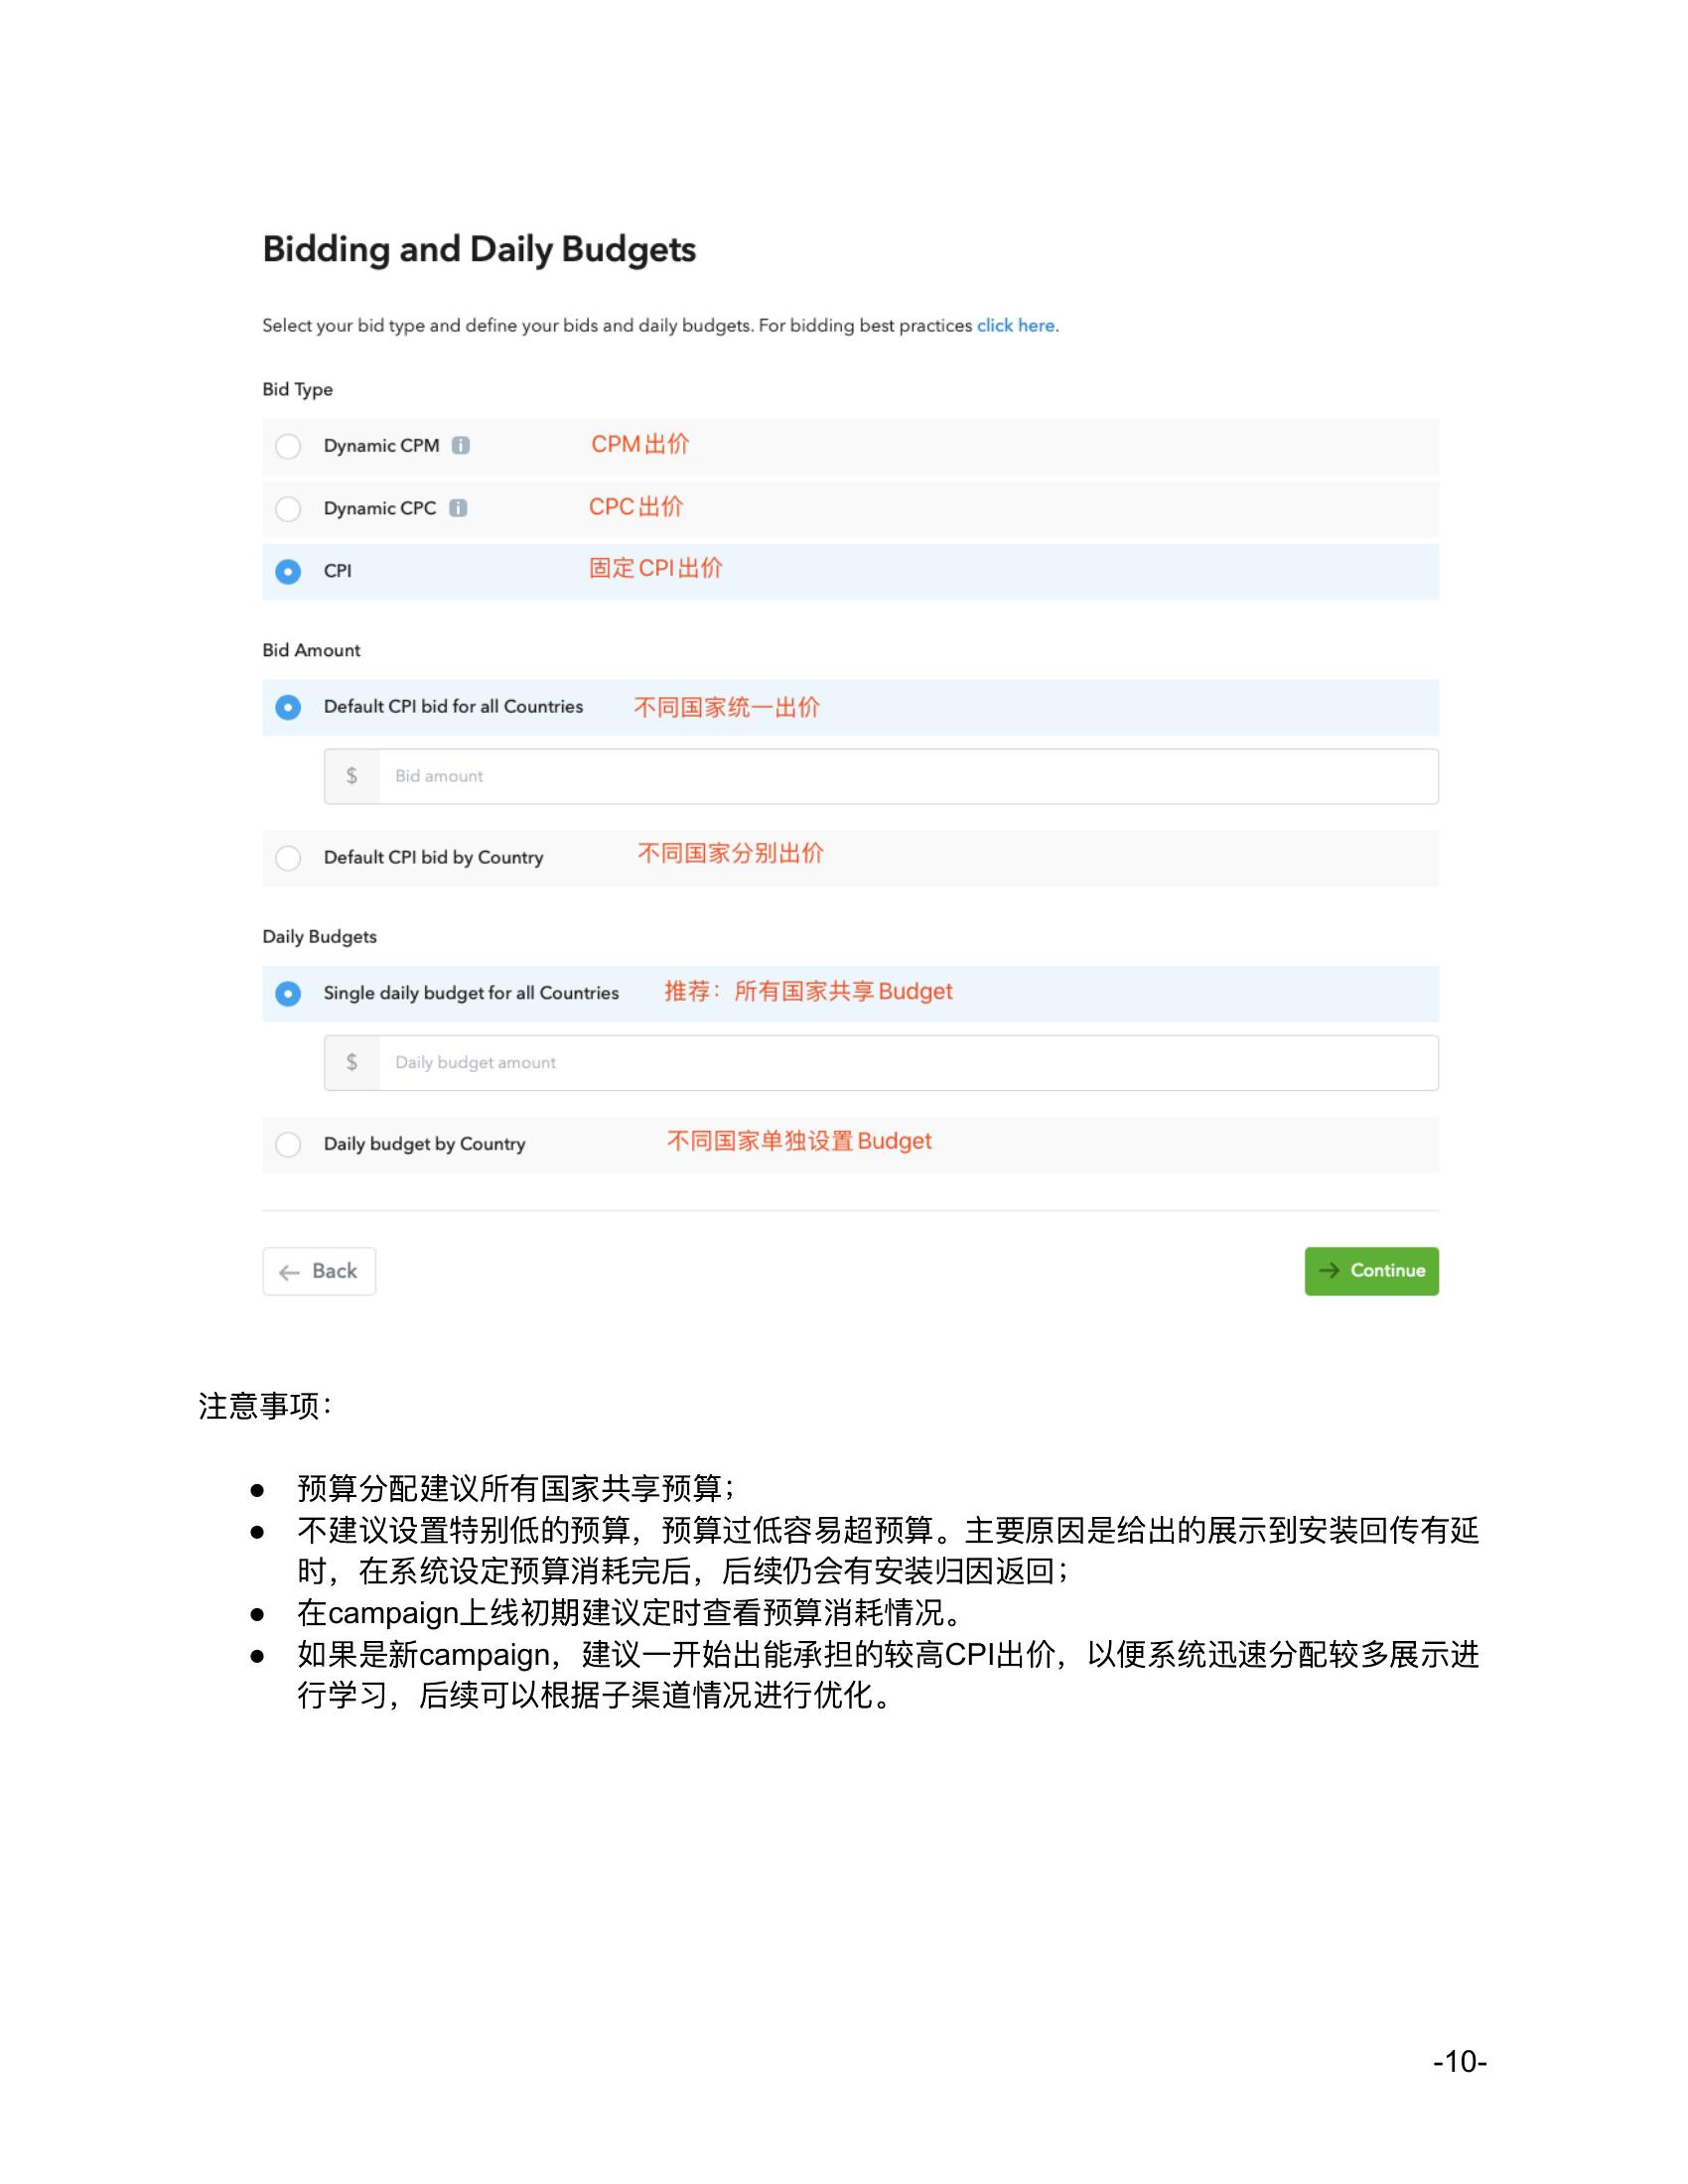 Bidding and Daily Budgets
Select your bid type and define your bids and daily budgets. For bidding best practices click here.
Bid Type
Dynamic CPM i CPM出价
Dynamic CPC i CPC出价
CPI 固定CPI出价
Bid Amount
Default CPI bid for all Countries 不同国家统一出价
$ Bid amount
Default CPI bid by Country 不同国家分别出价
Daily Budgets
Single daily budget for all Countries 推荐：所有国家共享Budget
$ Daily budget amount
Daily budget by Country 不同国家单独设置Budget
← Back
→ Continue
注意事项：
● 预算分配建议所有国家共享预算；
● 不建议设置特别低的预算，预算过低容易超预算。主要原因是给出的展示到安装回传有延
时，在系统设定预算消耗完后，后续仍会有安装归因返回；
● 在campaign上线初期建议定时查看预算消耗情况。
● 如果是新campaign，建议一开始出能承担的较高CPI出价，以便系统迅速分配较多展示进
行学习，后续可以根据子渠道情况进行优化。
-10-